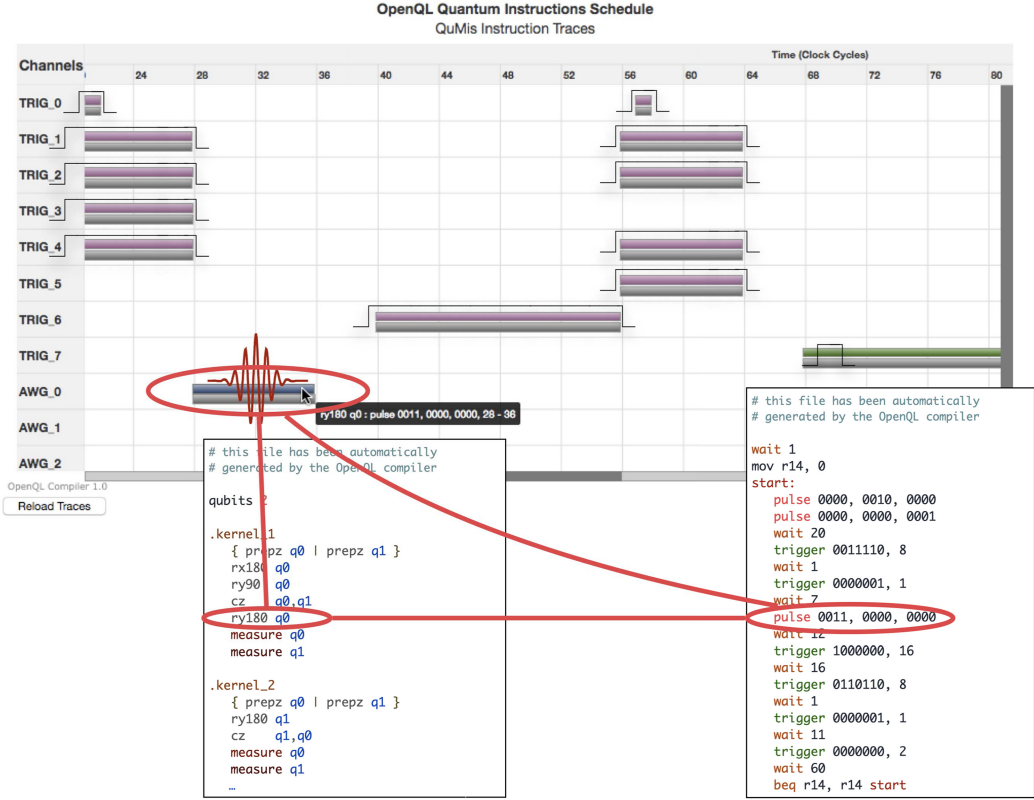 OpenQL Quantum Instructions Schedule
QuMis Instruction Traces
Time (Clock Cycles)
Channels
24 28 32 36 40 44 48 52 56 60 64 68 72 76 80
TRIG_0
TRIG_1
TRIG_2
TRIG_3
TRIG_4
TRIG_5
TRIG_6
TRIG_7
AWG_0
ry180 q0 : pulse 0011, 0000, 0000, 28 - 36
AWG_1
AWG_2
OpenQL Compiler 1.0
Reload Traces
# this file has been automatically
# generated by the OpenQL compiler
qubits 2
.kernel_1
{ prepz q0 | prepz q1 }
rx180 q0
ry90 q0
cz q0,q1
ry180 q0
measure q0
measure q1
.kernel_2
{ prepz q0 | prepz q1 }
ry180 q1
cz q1,q0
measure q0
measure q1
…
# this file has been automatically
# generated by the OpenQL compiler
wait 1
mov r14, 0
start:
pulse 0000, 0010, 0000
pulse 0000, 0000, 0001
wait 20
trigger 0011110, 8
wait 1
trigger 0000001, 1
wait 7
pulse 0011, 0000, 0000
wait 12
trigger 1000000, 16
wait 16
trigger 0110110, 8
wait 1
trigger 0000001, 1
wait 11
trigger 0000000, 2
wait 60
beq r14, r14 start